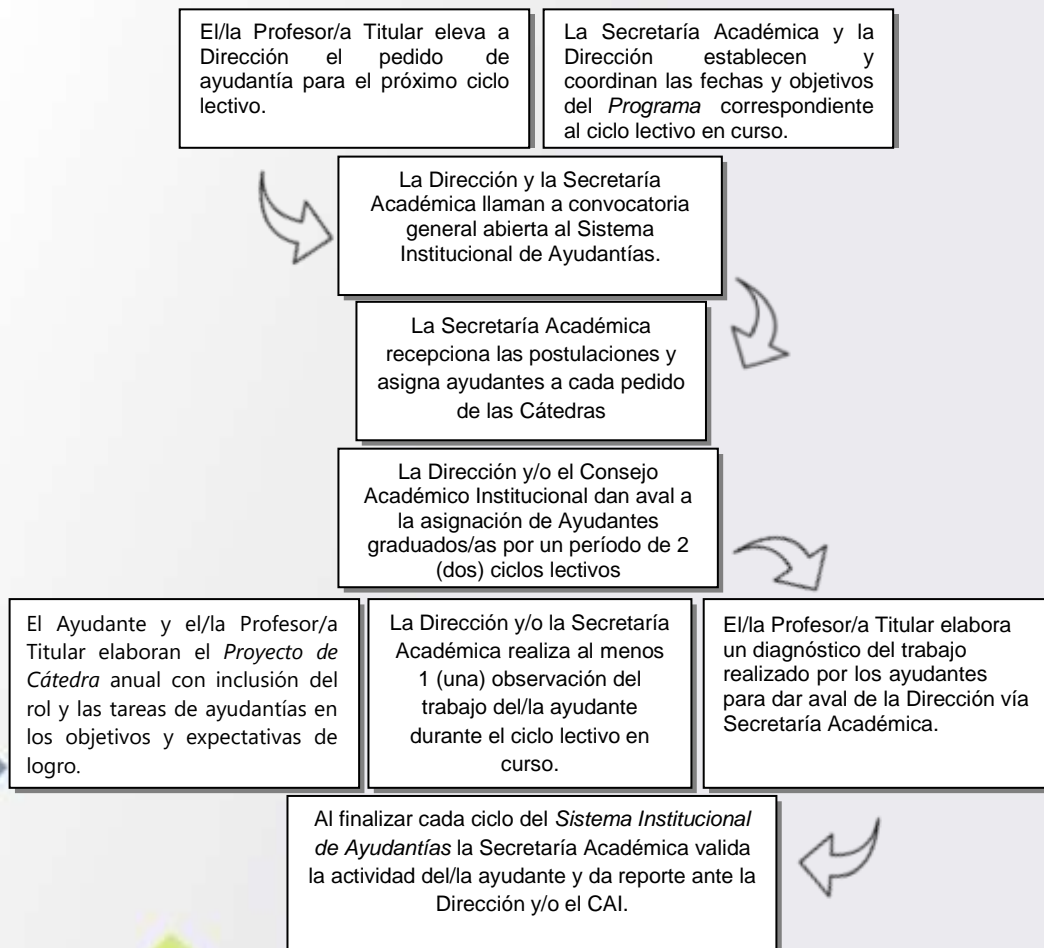 El/la Profesor/a Titular eleva a
Dirección el pedido de
ayudantía para el próximo ciclo
lectivo.
La Secretaría Académica y la
Dirección establecen y
coordinan las fechas y objetivos
del Programa correspondiente
al ciclo lectivo en curso.
La Dirección y la Secretaría
Académica llaman a convocatoria
general abierta al Sistema
Institucional de Ayudantías.
La Secretaría Académica
recepciona las postulaciones y
asigna ayudantes a cada pedido
de las Cátedras
La Dirección y/o el Consejo
Académico Institucional dan aval a
la asignación de Ayudantes
graduados/as por un período de 2
(dos) ciclos lectivos
El Ayudante y el/la Profesor/a
Titular elaboran el Proyecto de
Cátedra anual con inclusión del
rol y las tareas de ayudantías en
los objetivos y expectativas de
logro.
La Dirección y/o la Secretaría
Académica realiza al menos
1 (una) observación del
trabajo del/la ayudante
durante el ciclo lectivo en
curso.
El/la Profesor/a Titular elabora
un diagnóstico del trabajo
realizado por los ayudantes
para dar aval de la Dirección vía
Secretaría Académica.
Al finalizar cada ciclo del Sistema Institucional
de Ayudantías la Secretaría Académica valida
la actividad del/la ayudante y da reporte ante la
Dirección y/o el CAI.